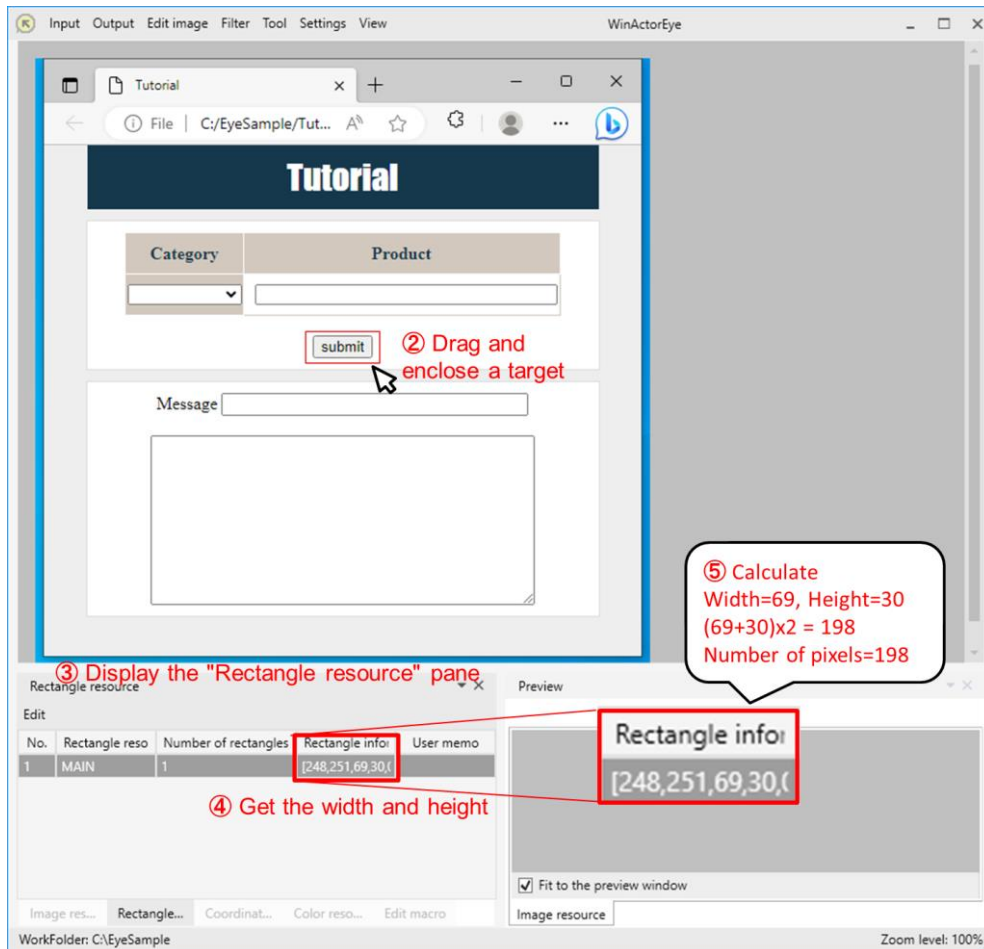 Input Output Edit image Filter Tool Settings View WinActorEye
Tutorial
File | C:/EyeSample/Tut...
Tutorial
Category Product
submit
② Drag and
enclose a target
Message
⑤ Calculate
Width=69, Height=30
(69+30)x2 = 198
Number of pixels=198
③ Display the "Rectangle resource" pane
Rectangle resource
Preview
Edit
No. Rectangle reso Number of rectangles Rectangle infor User memo
1 MAIN 1 [248,251,69,30,(
Rectangle infor
[248,251,69,30,(
④ Get the width and height
Fit to the preview window
Image res... Rectangle... Coordinat... Color reso... Edit macro
Image resource
WorkFolder: C:\EyeSample Zoom level: 100%